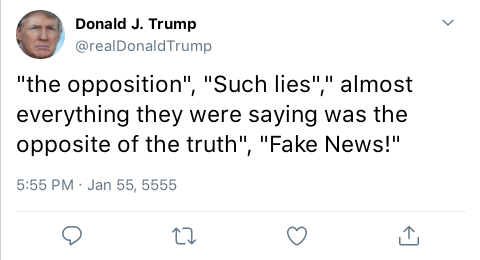 Donald J. Trump
@realDonaldTrump
"the opposition", "Such lies"," almost
everything they were saying was the
opposite of the truth", "Fake News!"
5:55 PM · Jan 55, 5555